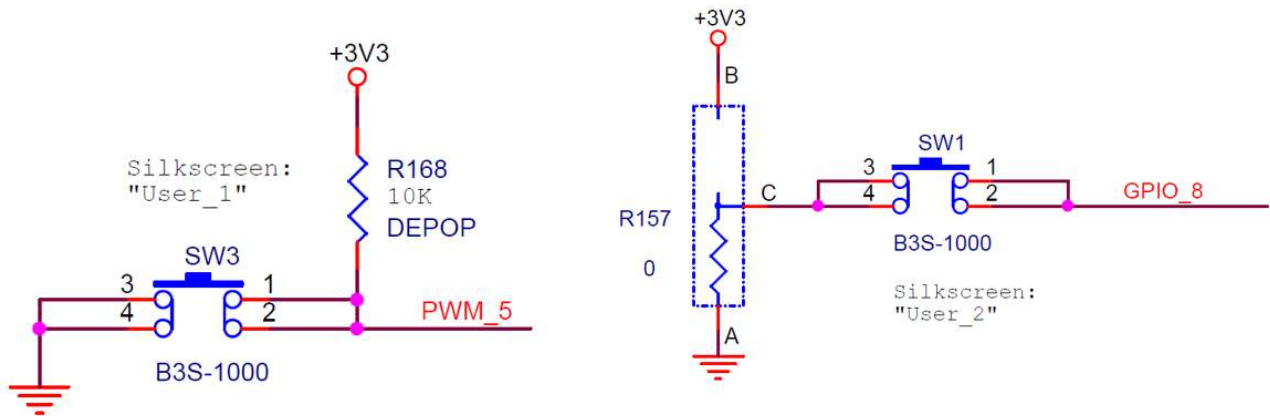 +3V3
Silkscreen:
"User_1"
R168
10K
DEPOP
SW3
3
1
4
2
PWM_5
B3S-1000
+3V3
B
SW1
3
1
C
4
2
GPIO_8
R157
0
B3S-1000
Silkscreen:
"User_2"
A